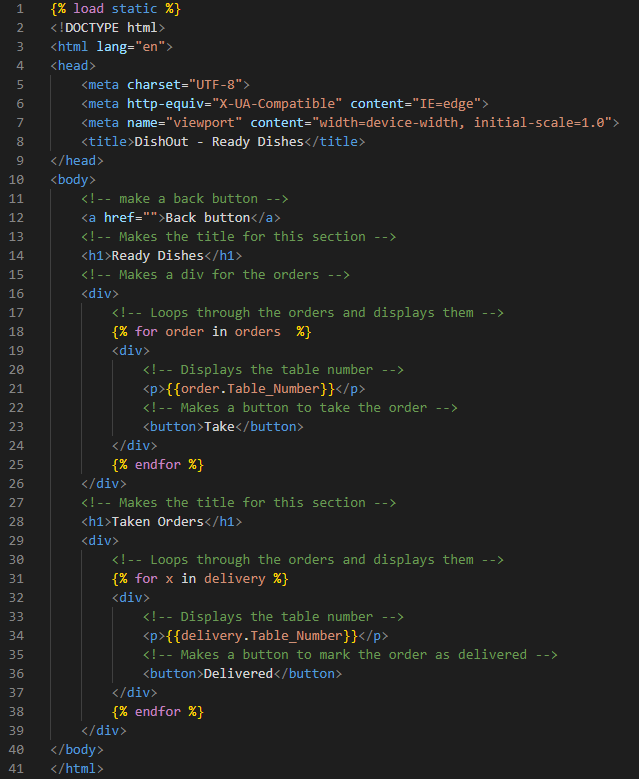 1 {% load static %}
2 <!DOCTYPE html>
3 <html lang="en">
4 <head>
5     <meta charset="UTF-8">
6     <meta http-equiv="X-UA-Compatible" content="IE=edge">
7     <meta name="viewport" content="width=device-width, initial-scale=1.0">
8     <title>DishOut - Ready Dishes</title>
9 </head>
10 <body>
11     <!-- make a back button -->
12     <a href="">Back button</a>
13     <!-- Makes the title for this section -->
14     <h1>Ready Dishes</h1>
15     <!-- Makes a div for the orders -->
16     <div>
17         <!-- Loops through the orders and displays them -->
18         {% for order in orders  %}
19         <div>
20             <!-- Displays the table number -->
21             <p>{{order.Table_Number}}</p>
22             <!-- Makes a button to take the order -->
23             <button>Take</button>
24         </div>
25         {% endfor %}
26     </div>
27     <!-- Makes the title for this section -->
28     <h1>Taken Orders</h1>
29     <div>
30         <!-- Loops through the orders and displays them -->
31         {% for x in delivery %}
32         <div>
33             <!-- Displays the table number -->
34             <p>{{delivery.Table_Number}}</p>
35             <!-- Makes a button to mark the order as delivered -->
36             <button>Delivered</button>
37         </div>
38         {% endfor %}
39     </div>
40 </body>
41 </html>